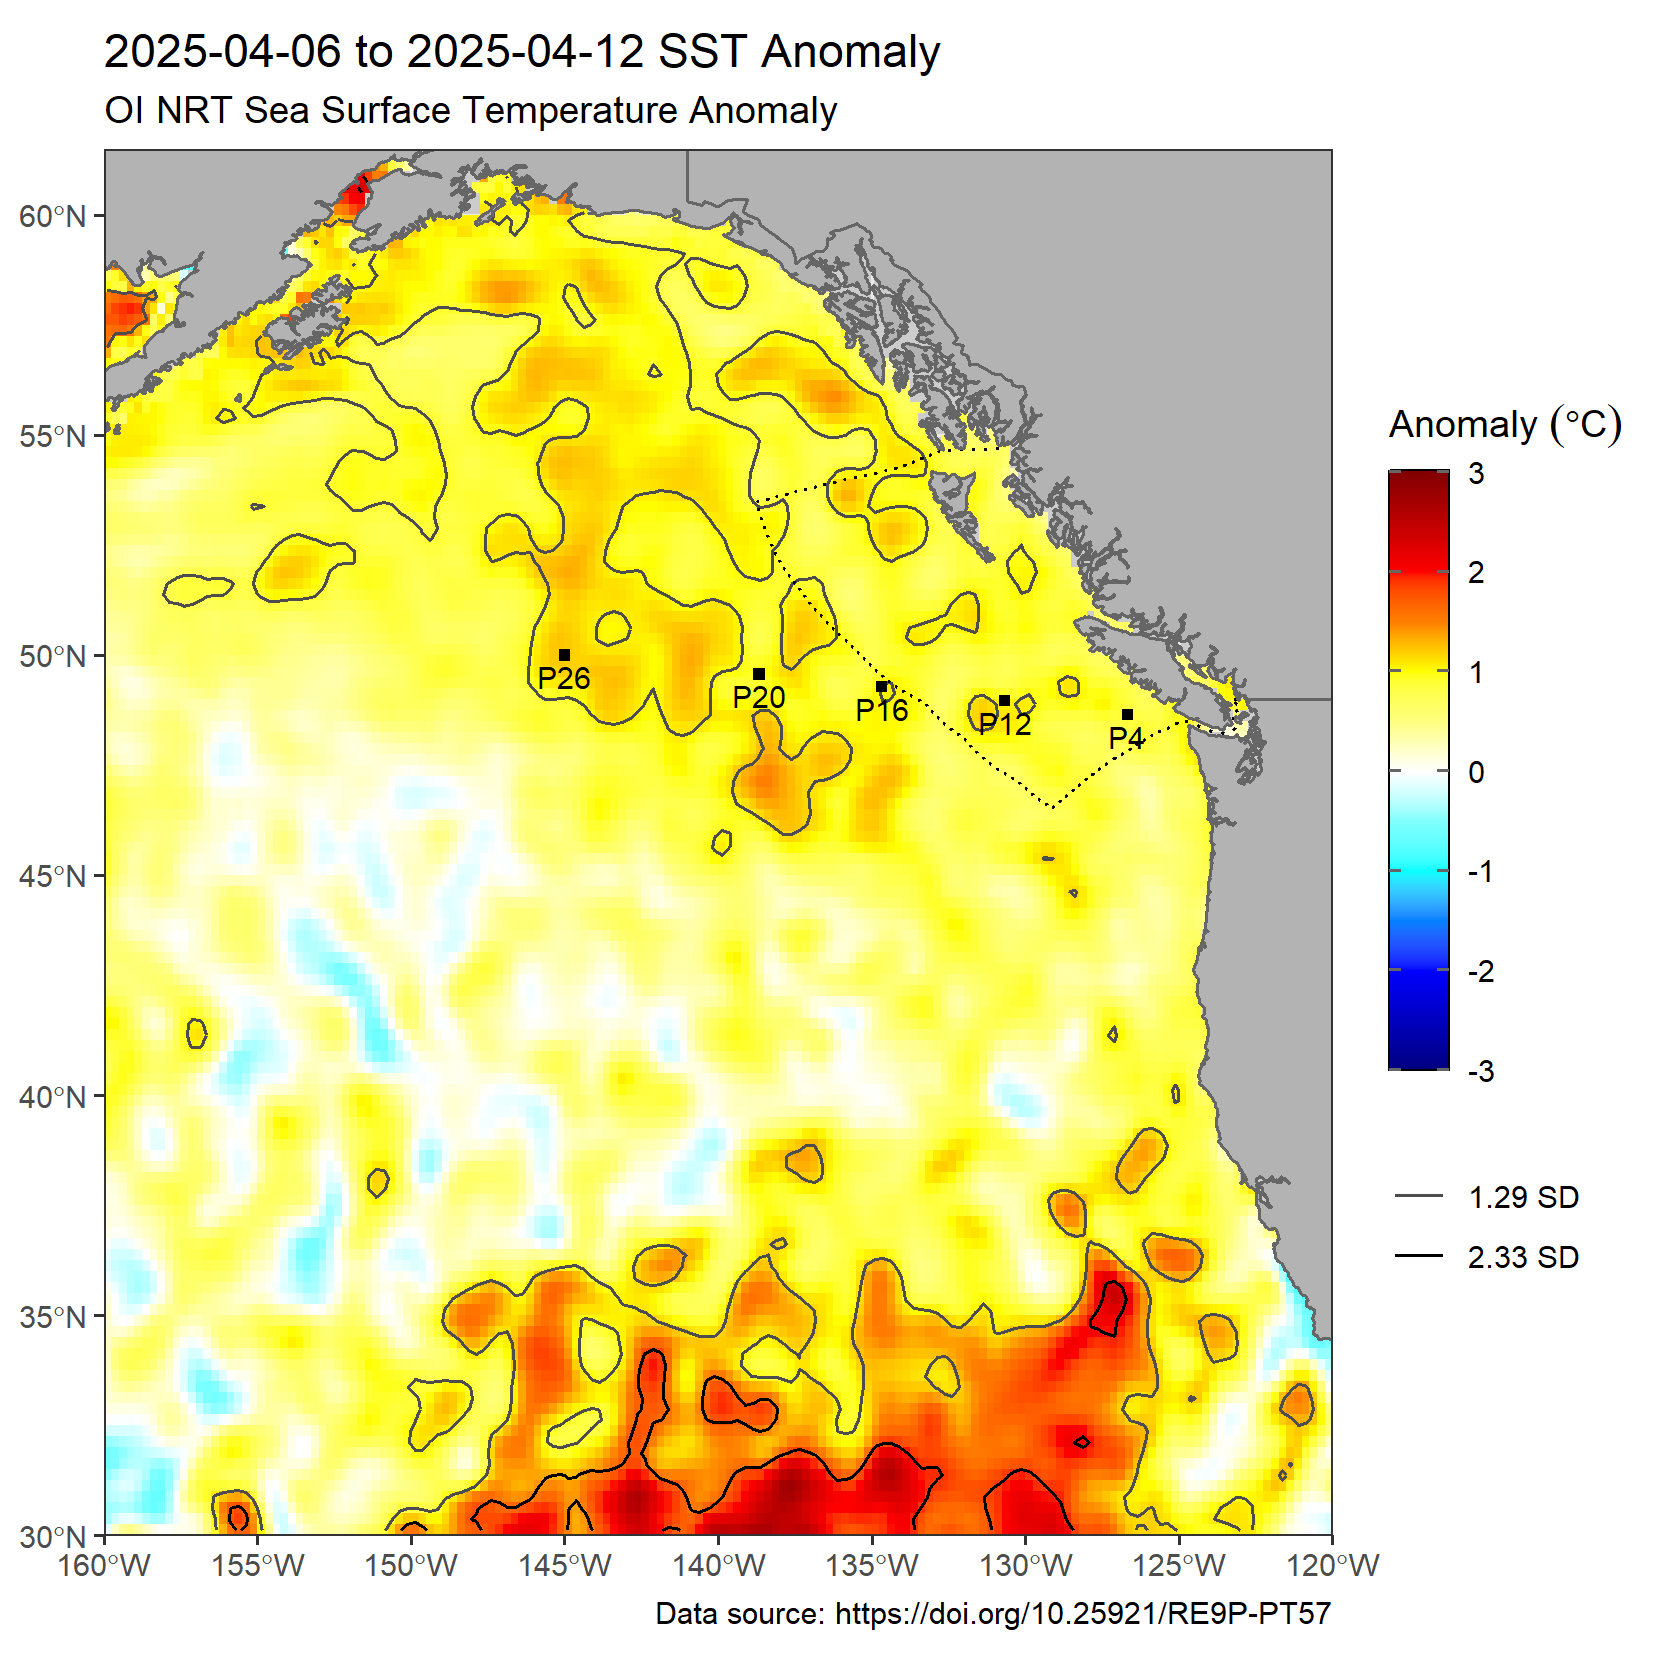 2025-04-06 to 2025-04-12 SST Anomaly
OI NRT Sea Surface Temperature Anomaly
60°N
55°N
50°N
45°N
40°N
35°N
30°N
P26
P20
P16
P12
P4
160°W
155°W
150°W
145°W
140°W
135°W
130°W
125°W
120°W
Anomaly (°C)
3
2
1
0
-1
-2
-3
1.29 SD
2.33 SD
Data source: https://doi.org/10.25921/RE9P-PT57